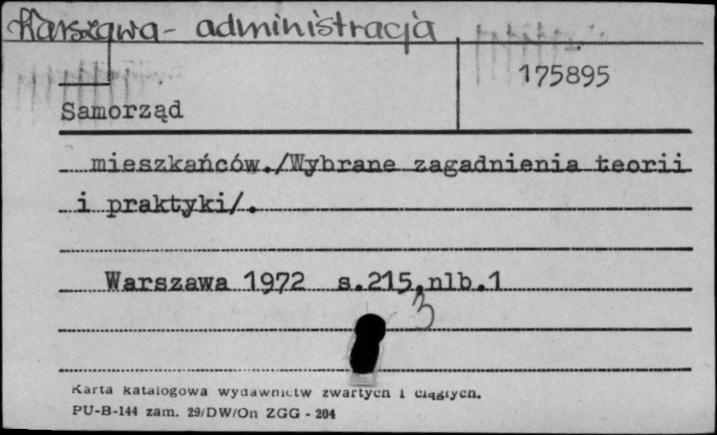 Warszawa - administracja
175895
Samorząd
mieszkańców./Wybrane zagadnienia teorii
i praktyki/.
Warszawa 1972 s.215,nlb.1
3
Karta katalogowa wydawnictw zwartych i ciągłych.
PU-B-144 zam. 29/DW/On ZGG - 204